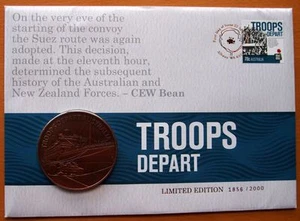 On the very eve of the
starting of the convoy
the Suez route was again
adopted. This decision,
made at the eleventh hour,
determined the subsequent
history of the Australian and
New Zealand Forces. – CEW Bean
TROOPS
DEPART
TROOPS
DEPART
LIMITED EDITION 1856 /2000